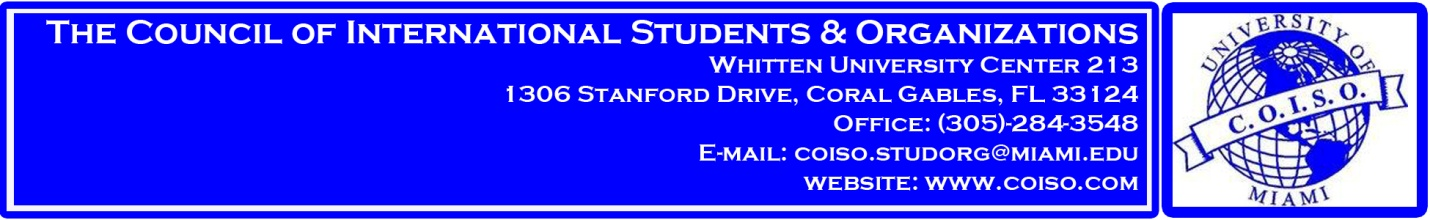 THE COUNCIL OF INTERNATIONAL STUDENTS & ORGANIZATIONS
WHITTEN UNIVERSITY CENTER 213
1306 STANFORD DRIVE, CORAL GABLES, FL 33124
OFFICE: (305)-284-3548
E-MAIL: COISO.STUDORG@MIAMI.EDU
WEBSITE: WWW.COISO.COM
UNIVERSITY OF
C.O.I.S.O.
MIAMI